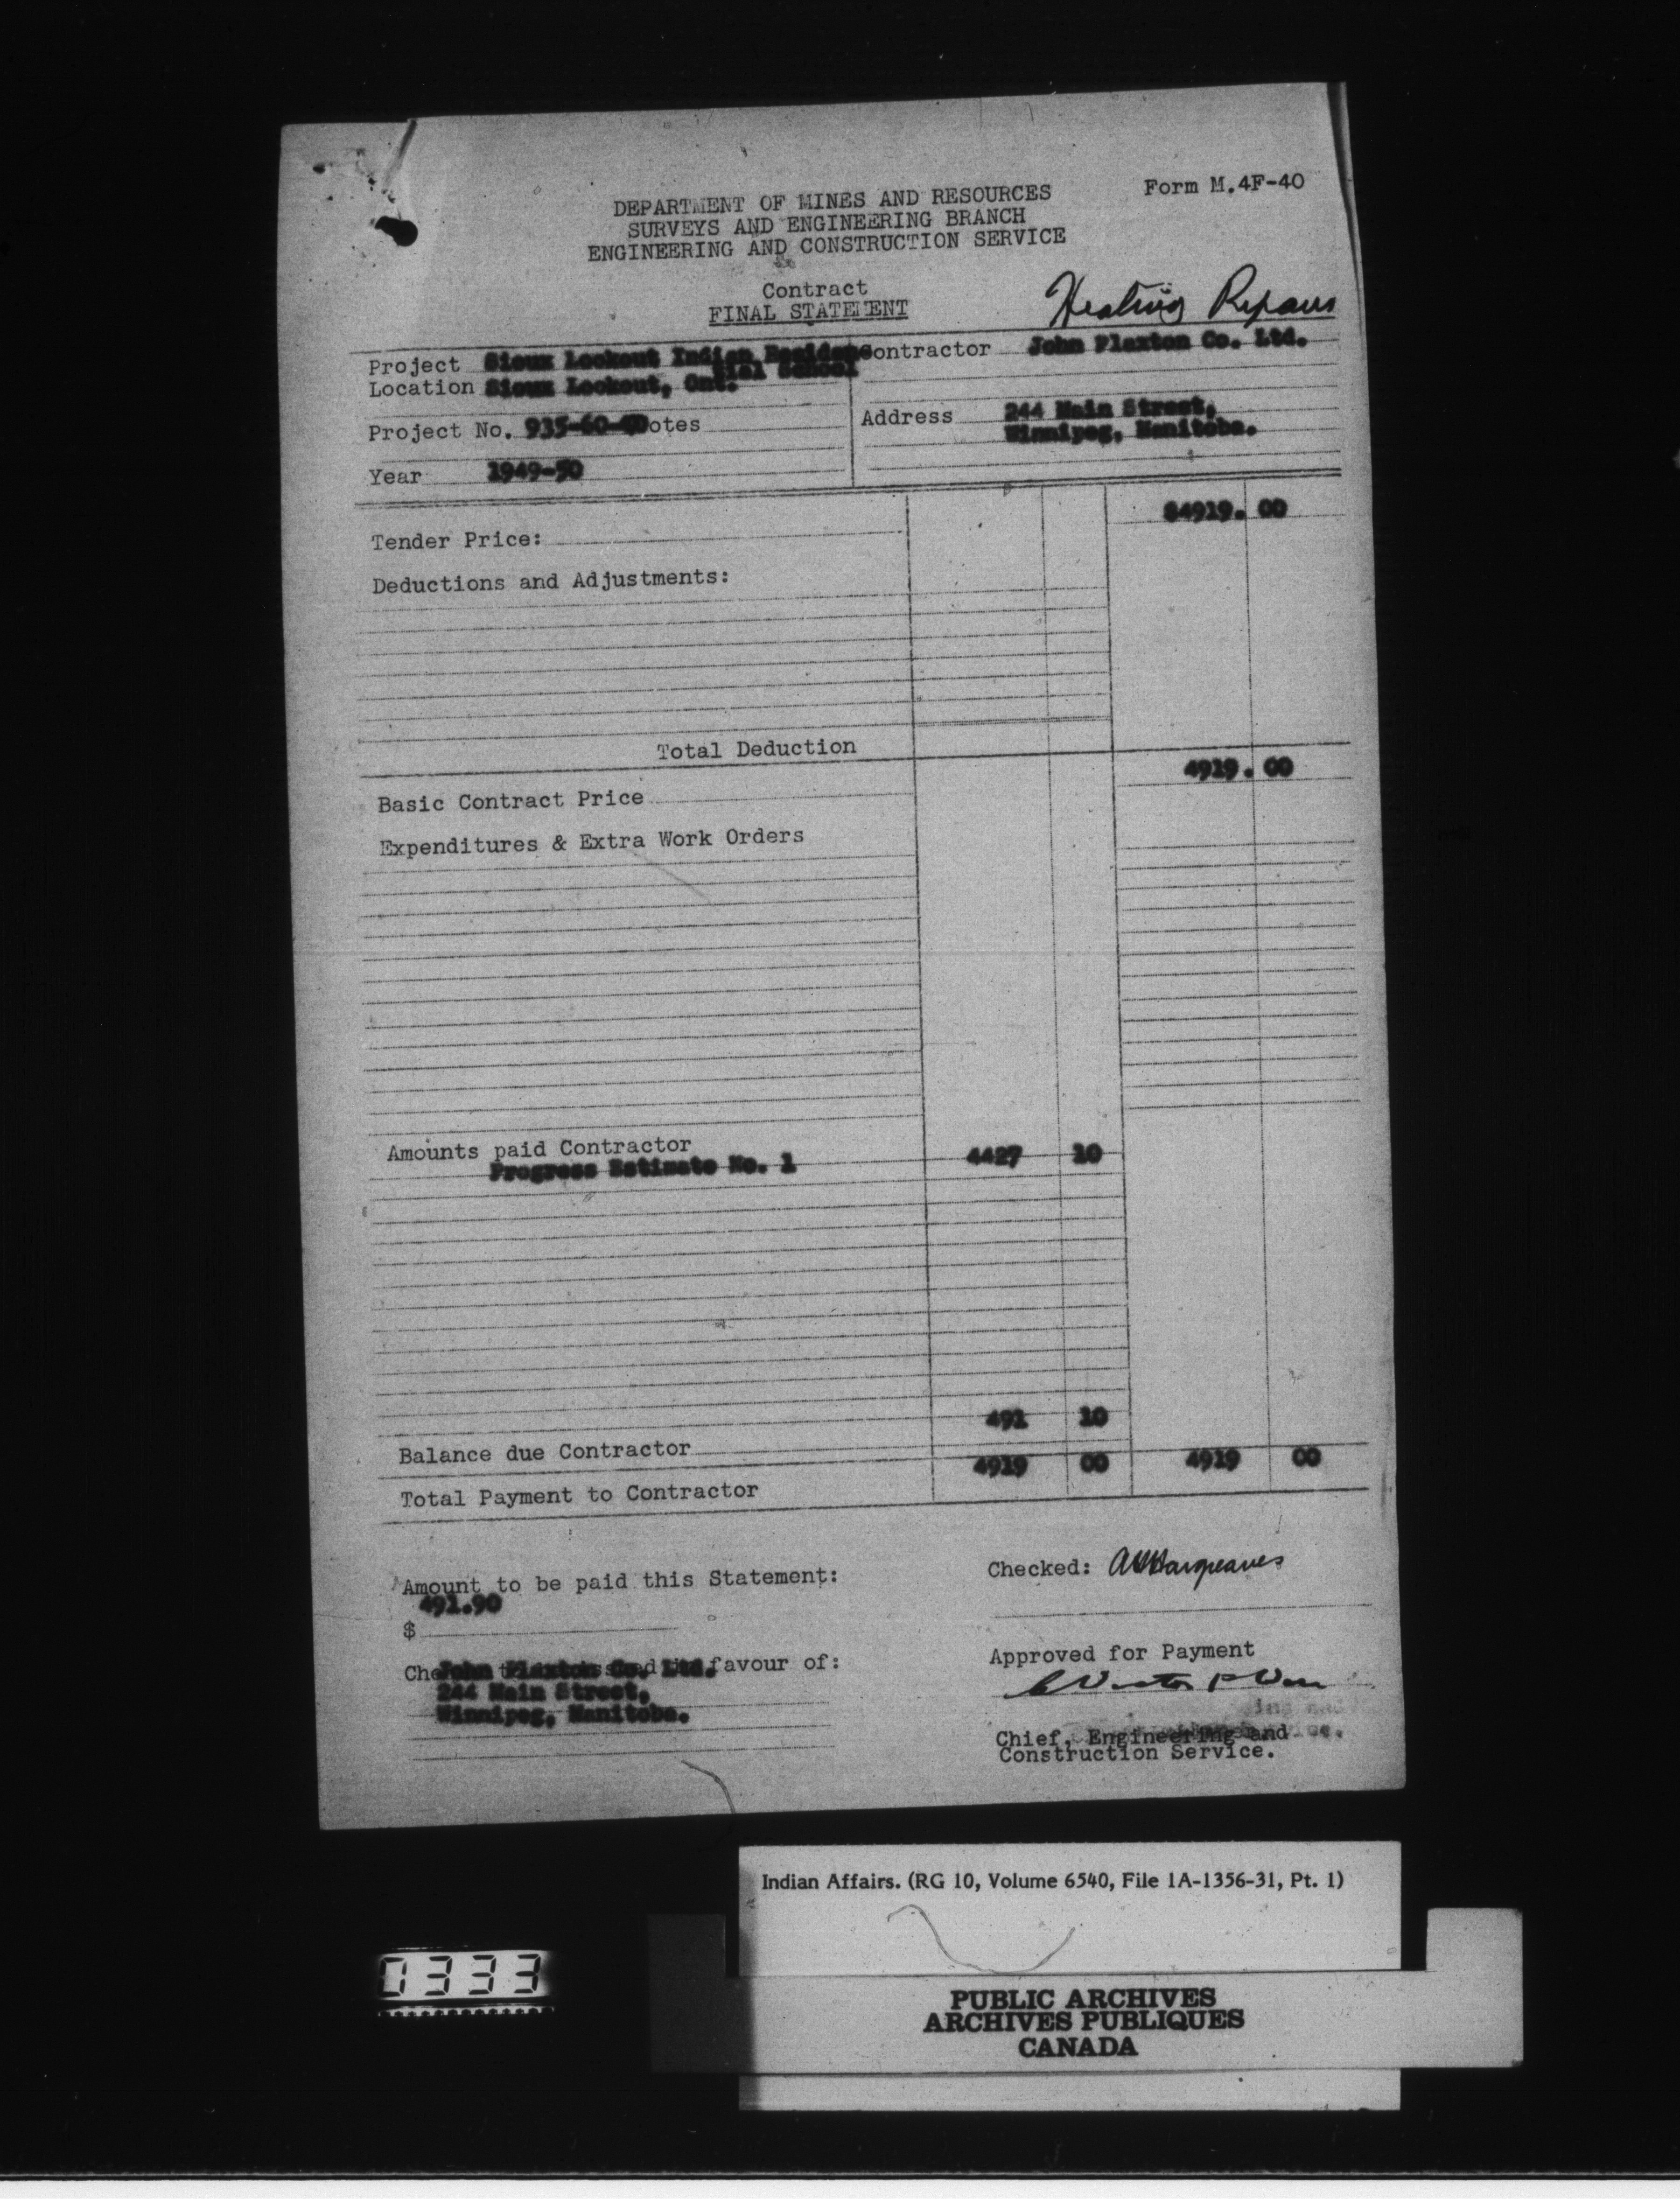 Form M.4F-40
DEPARTMENT OF MINES AND RESOURCES
SURVEYS AND ENGINEERING BRANCH
ENGINEERING AND CONSTRUCTION SERVICE
Contract
FINAL STATEMENT
Heating Repairs
Project Sioux Lookout Indian Residen
tial School
Contractor John Plaxton Co. Ltd.
Location Sioux Lookout, Ont.
Project No. 935-60-40 otes
Address 244 Main Street,
Winnipeg, Manitoba.
Year 1949-50
Tender Price: $4919. 00
Deductions and Adjustments:
Total Deduction
Basic Contract Price 4919. 00
Expenditures & Extra Work Orders
Amounts paid Contractor
Progress Estimate No. 1 4427 10
Balance due Contractor 491 10
Total Payment to Contractor 4919 00 4919 00
Amount to be paid this Statement:
491.90
$
Checked: Hargreaves
Approved for Payment
Che favour of:
John Plaxton Co. Ltd.
244 Main Street,
Winnipeg, Manitoba.
Chief, Engineering and
Construction Service.
Indian Affairs. (RG 10, Volume 6540, File 1A-1356-31, Pt. 1)
0333
PUBLIC ARCHIVES
ARCHIVES PUBLIQUES
CANADA